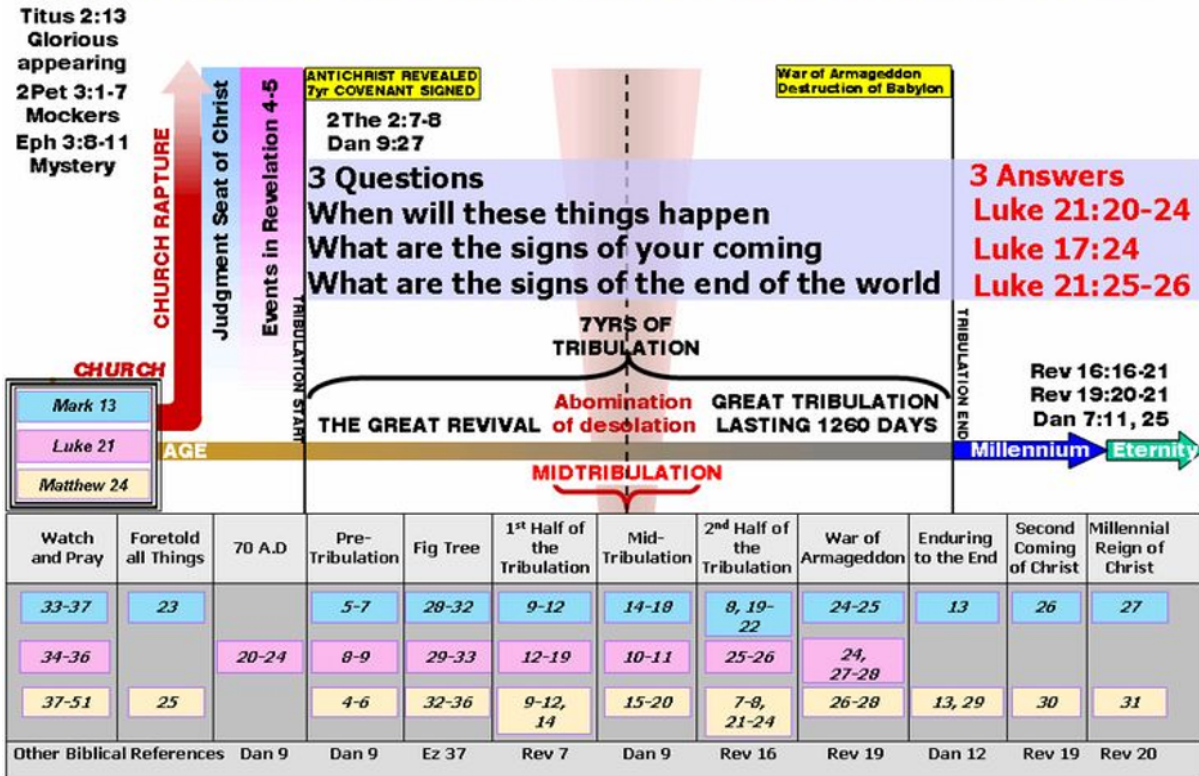 Titus 2:13
Glorious
appearing
2Pet 3:1-7
Mockers
Eph 3:8-11
Mystery
CHURCH RAPTURE
Judgment Seat of Christ
Events in Revelation 4-5
ANTICHRIST REVEALED
7yr COVENANT SIGNED
2The 2:7-8
Dan 9:27
War of Armageddon
Destruction of Babylon
3 Questions
When will these things happen
What are the signs of your coming
What are the signs of the end of the world
3 Answers
Luke 21:20-24
Luke 17:24
Luke 21:25-26
TRIBULATION START
7YRS OF
TRIBULATION
TRIBULATION END
THE GREAT REVIVAL
Abomination
of desolation
GREAT TRIBULATION
LASTING 1260 DAYS
Rev 16:16-21
Rev 19:20-21
Dan 7:11, 25
CHURCH
Mark 13
Luke 21
Matthew 24
AGE
Millennium
Eternity
MIDTRIBULATION
Watch
and Pray
Foretold
all Things
70 A.D
Pre-
Tribulation
Fig Tree
1st Half of
the
Tribulation
Mid-
Tribulation
2nd Half of
the
Tribulation
War of
Armageddon
Enduring
to the End
Second
Coming
of Christ
Millennial
Reign of
Christ
33-37
23
5-7
28-32
9-12
14-18
8, 19-
22
24-25
13
26
27
34-36
20-24
8-9
29-33
12-19
10-11
25-26
24,
27-28
37-51
25
4-6
32-36
9-12,
14
15-20
7-8,
21-24
26-28
13, 29
30
31
Other Biblical References
Dan 9
Dan 9
Ez 37
Rev 7
Dan 9
Rev 16
Rev 19
Dan 12
Rev 19
Rev 20